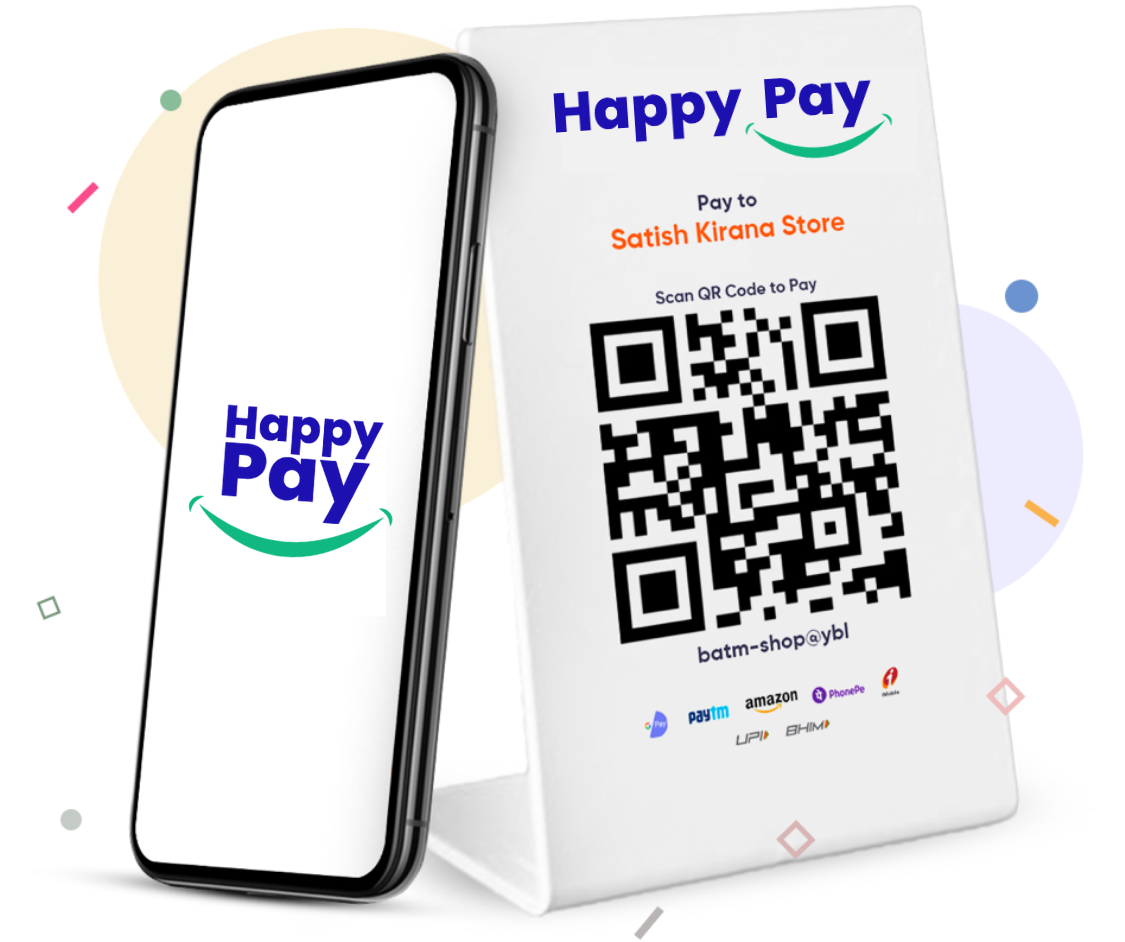 Happy
Pay
Happy Pay
Pay to
Satish Kirana Store
Scan QR Code to Pay
batm-shop@ybl
G Pay
paytm
amazon
PhonePe
iMobile
UPI
BHIM